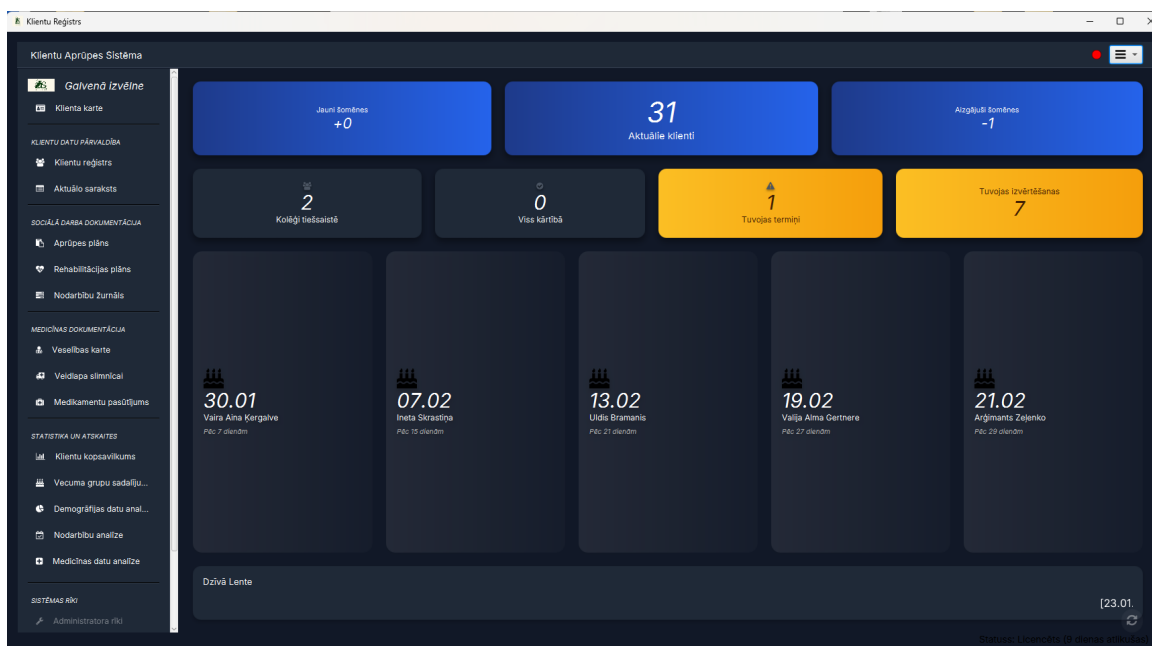 Klientu Reģistrs
Klientu Aprūpes Sistēma
Galvenā izvēlne
Klienta karte
KLIENTU DATU PĀRVALDĪBA
Klientu reģistrs
Aktuālo saraksts
SOCIĀLĀ DARBA DOKUMENTĀCIJA
Aprūpes plāns
Rehabilitācijas plāns
Nodarbību žurnāls
MEDICĪNAS DOKUMENTĀCIJA
Veselības karte
Veidlapa slimnīcai
Medikamentu pasūtījums
STATISTIKA UN ATSKAITES
Klientu kopsavilkums
Vecuma grupu sadalīju...
Demogrāfijas datu anal...
Nodarbību analīze
Medicīnas datu analīze
SISTĒMAS RĪKI
Administratora rīki
Jauni šomēnes
+0
31
Aktuālie klienti
Aizgājuši šomēnes
-1
2
Kolēģi tiešsaistē
0
Viss kārtībā
1
Tuvojas termiņi
Tuvojas izvērtēšanas
7
30.01
Vaira Aina Ķergalve
Pēc 7 dienām
07.02
Ineta Skrastiņa
Pēc 15 dienām
13.02
Uldis Bramanis
Pēc 21 dienām
19.02
Valija Alma Gertnere
Pēc 27 dienām
21.02
Arģimants Zeļenko
Pēc 29 dienām
Dzīvā Lente
[23.01.
Statuss: Licencēts (9 dienas atlikušas)